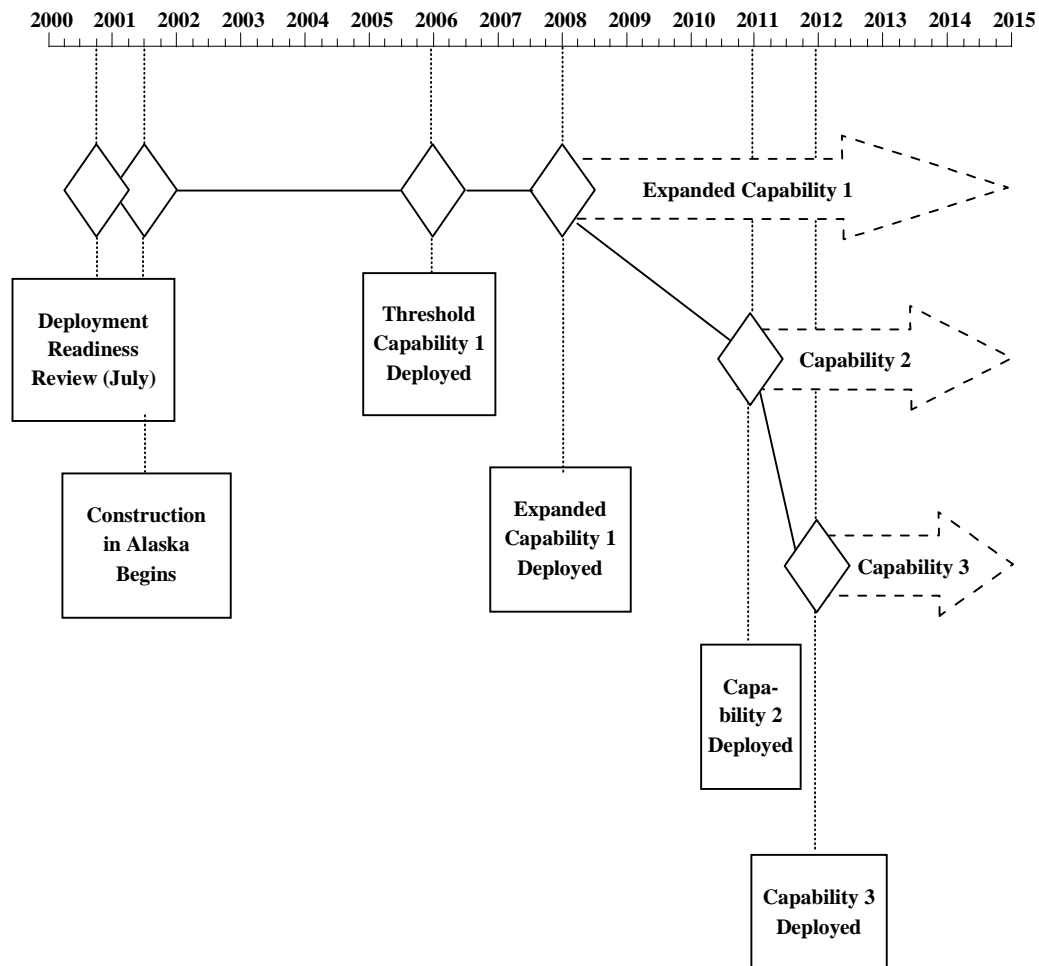 2000 2001 2002 2003 2004 2005 2006 2007 2008 2009 2010 2011 2012 2013 2014 2015
Expanded Capability 1
Deployment
Readiness
Review (July)
Threshold
Capability 1
Deployed
Capability 2
Construction
in Alaska
Begins
Expanded
Capability 1
Deployed
Capability 3
Capa-
bility 2
Deployed
Capability 3
Deployed